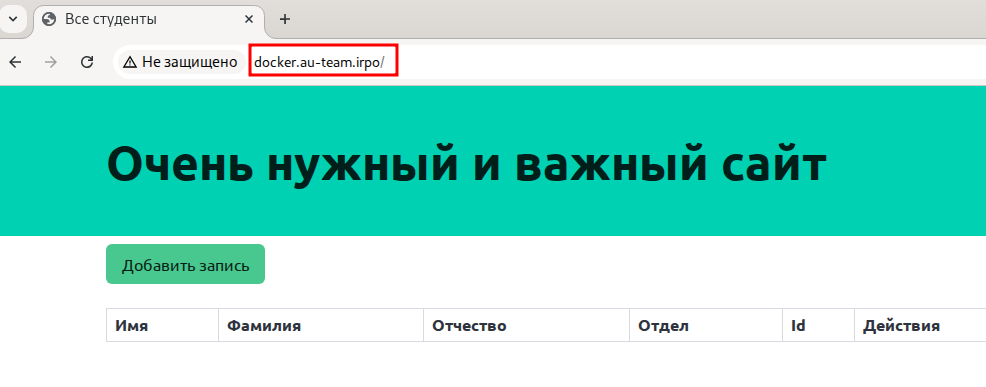 Все студенты
Не защищено docker.au-team.irpo/
Очень нужный и важный сайт
Добавить запись
Имя Фамилия Отчество Отдел Id Действия